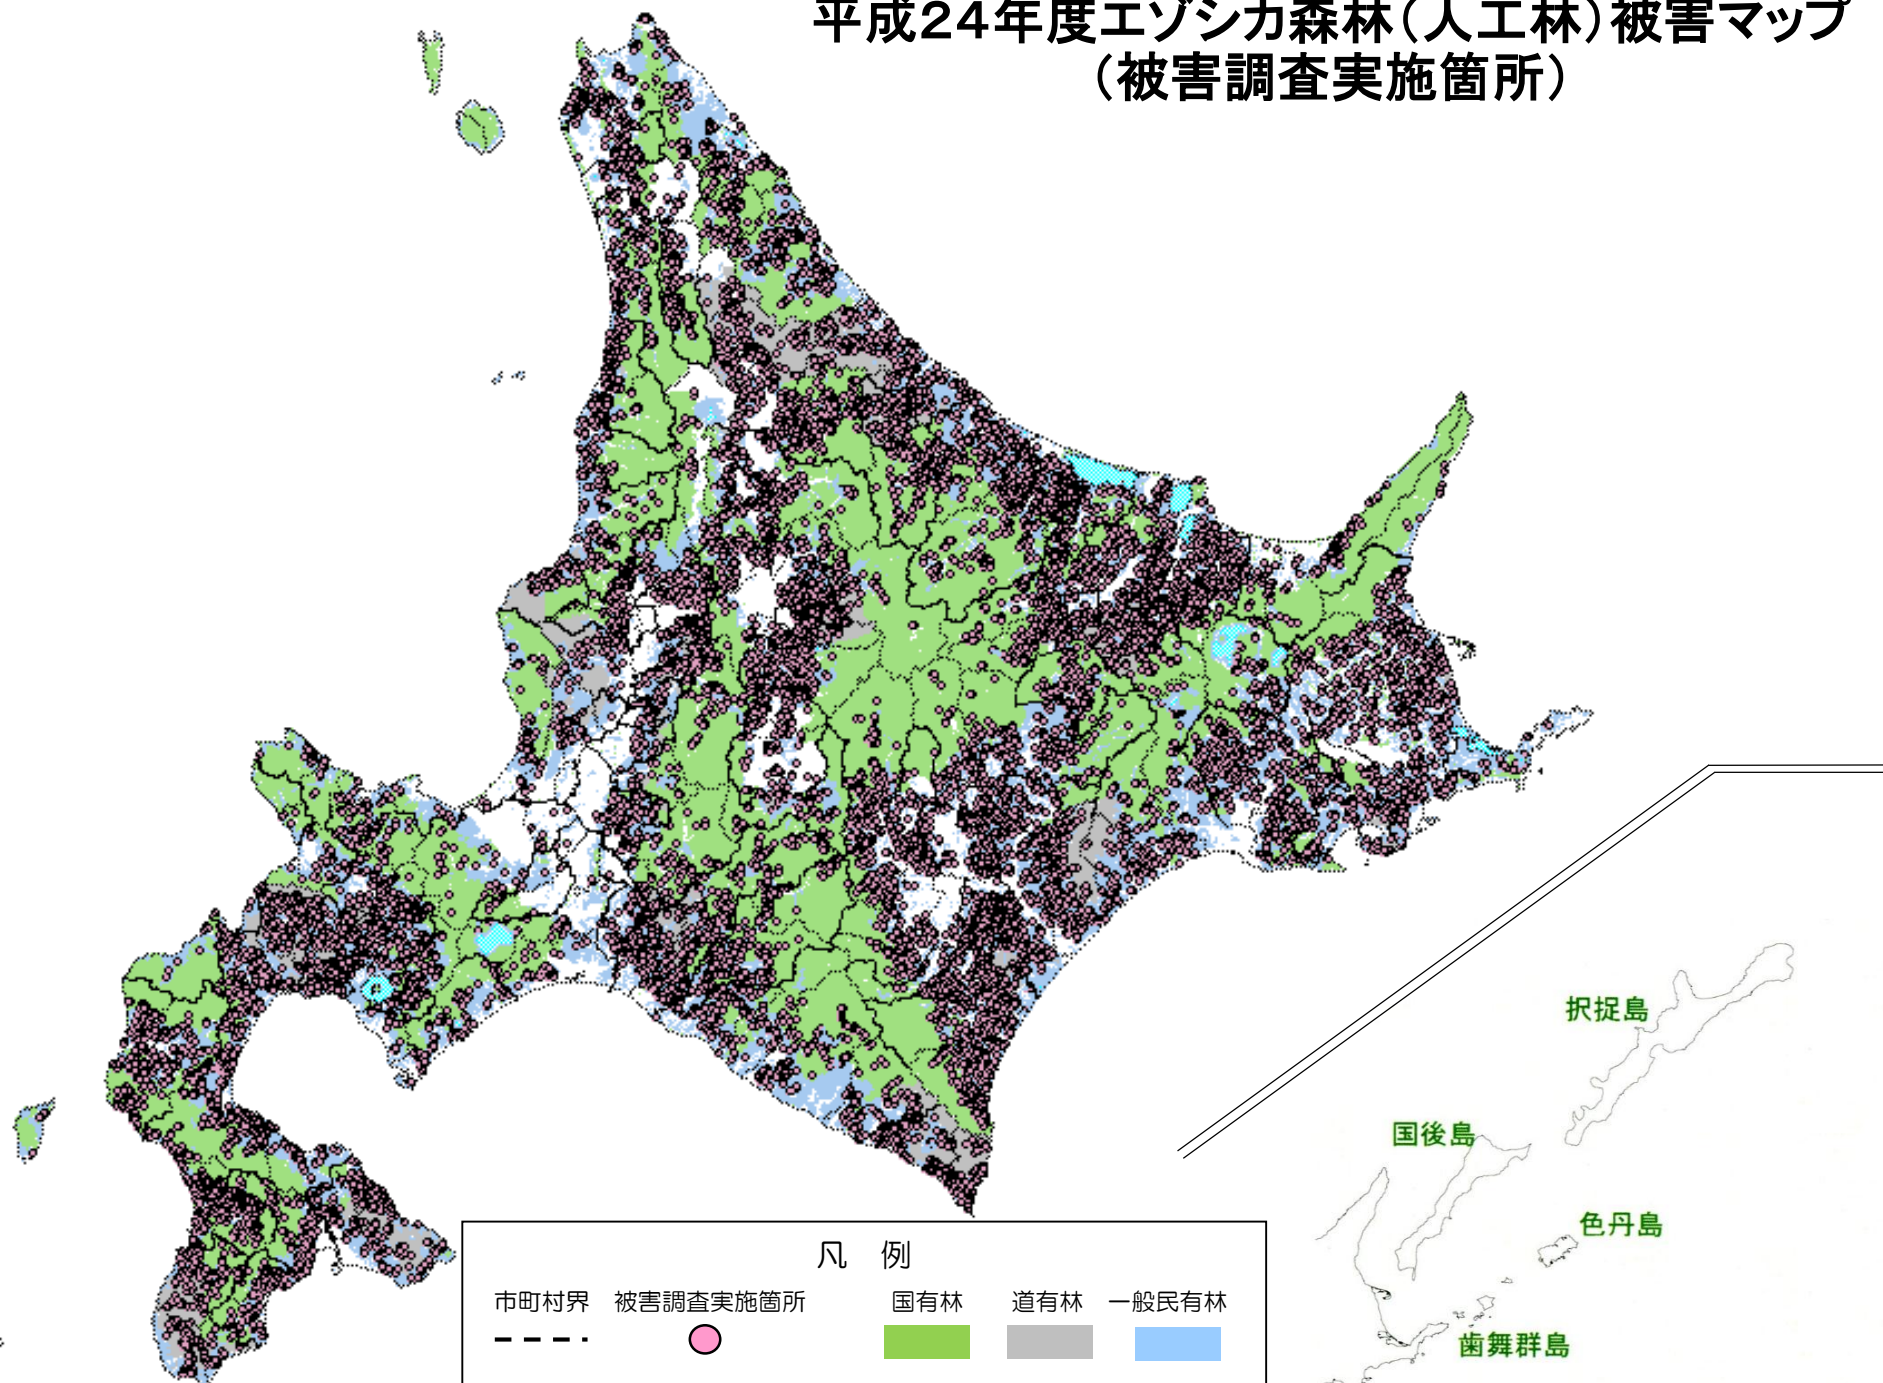 平成24年度エゾシカ森林（人工林）被害マップ
（被害調査実施箇所）
択捉島
国後島
色丹島
歯舞群島
凡　例
市町村界　被害調査実施箇所　国有林　道有林　一般民有林